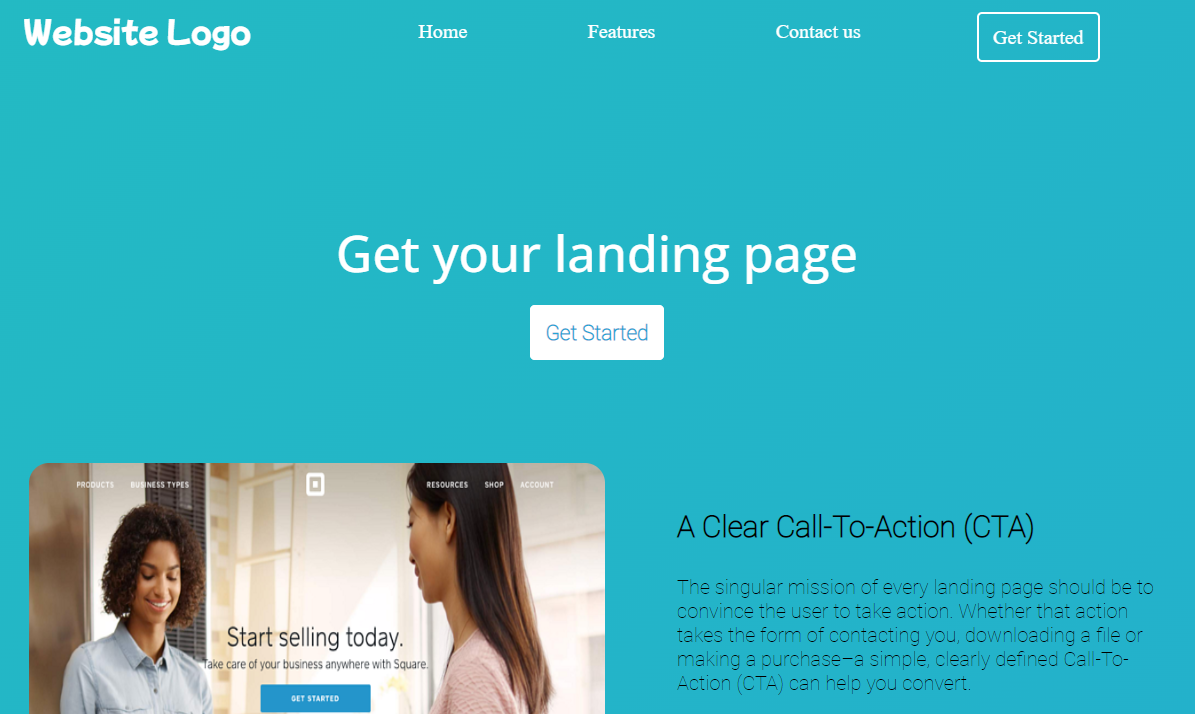 Website Logo
Home
Features
Contact us
Get Started
Get your landing page
Get Started
PRODUCTS
BUSINESS TYPES
RESOURCES
SHOP
ACCOUNT
Start selling today.
Take care of your business anywhere with Square.
GET STARTED
A Clear Call-To-Action (CTA)
The singular mission of every landing page should be to
convince the user to take action. Whether that action
takes the form of contacting you, downloading a file or
making a purchase–a simple, clearly defined Call-To-
Action (CTA) can help you convert.